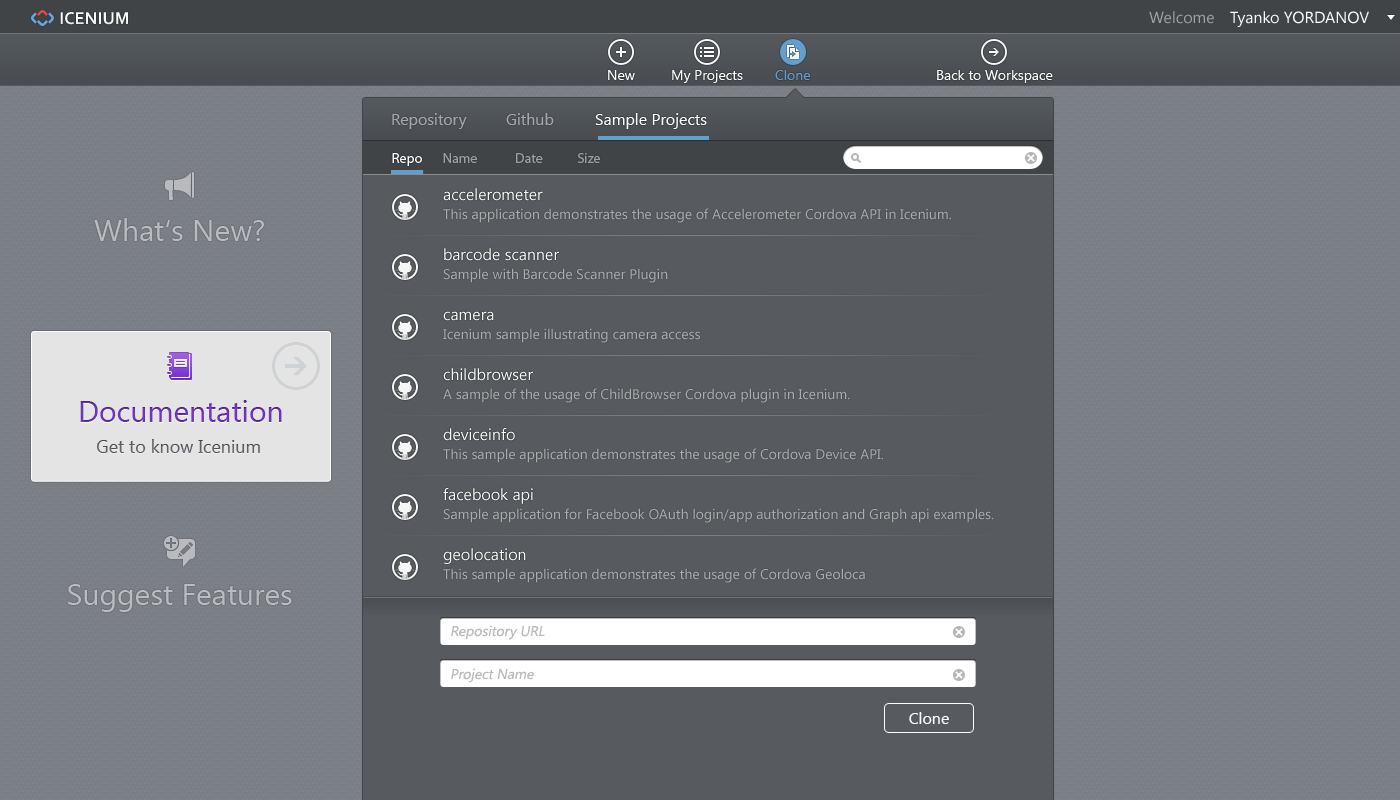 ICENIUM
Welcome Tyanko YORDANOV
New
My Projects
Clone
Back to Workspace
Repository
Github
Sample Projects
Repo
Name
Date
Size
What's New?
Documentation
Get to know Icenium
Suggest Features
accelerometer
This application demonstrates the usage of Accelerometer Cordova API in Icenium.
barcode scanner
Sample with Barcode Scanner Plugin
camera
Icenium sample illustrating camera access
childbrowser
A sample of the usage of ChildBrowser Cordova plugin in Icenium.
deviceinfo
This sample application demonstrates the usage of Cordova Device API.
facebook api
Sample application for Facebook OAuth login/app authorization and Graph api examples.
geolocation
This sample application demonstrates the usage of Cordova Geoloca
Repository URL
Project Name
Clone